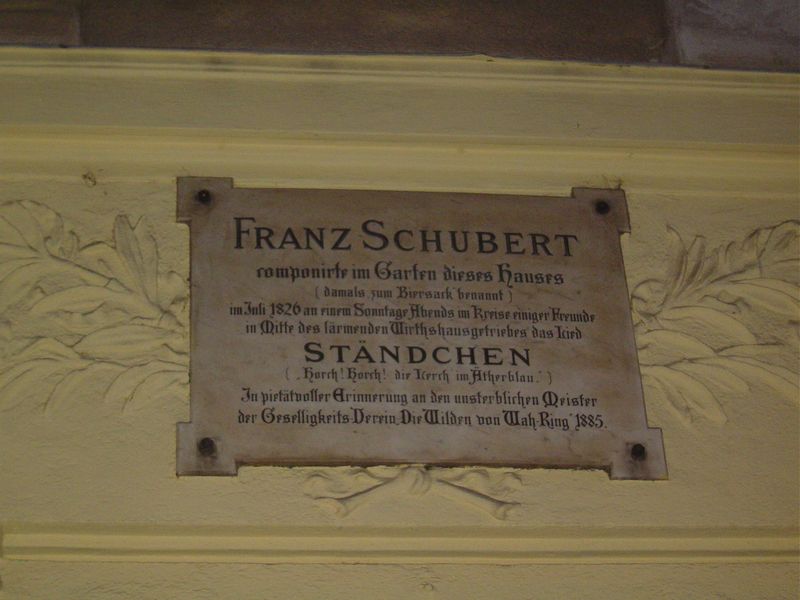 FRANZ SCHUBERT
componirte im Garten dieses Hauses
( damals „zum Biersack“ benannt )
im Juli 1826 an einem Sonntage Abends im Kreise einiger Freunde
in Mitte des lärmenden Wirthshausgetriebes das Lied
STÄNDCHEN
( „Horch! Horch! die Lerch im Ätherblau.“ )
In pietätvoller Erinnerung an den unsterblichen Meister
der Geselligkeits-Verein „Die Wilden von Wäh-Ring“ 1885.